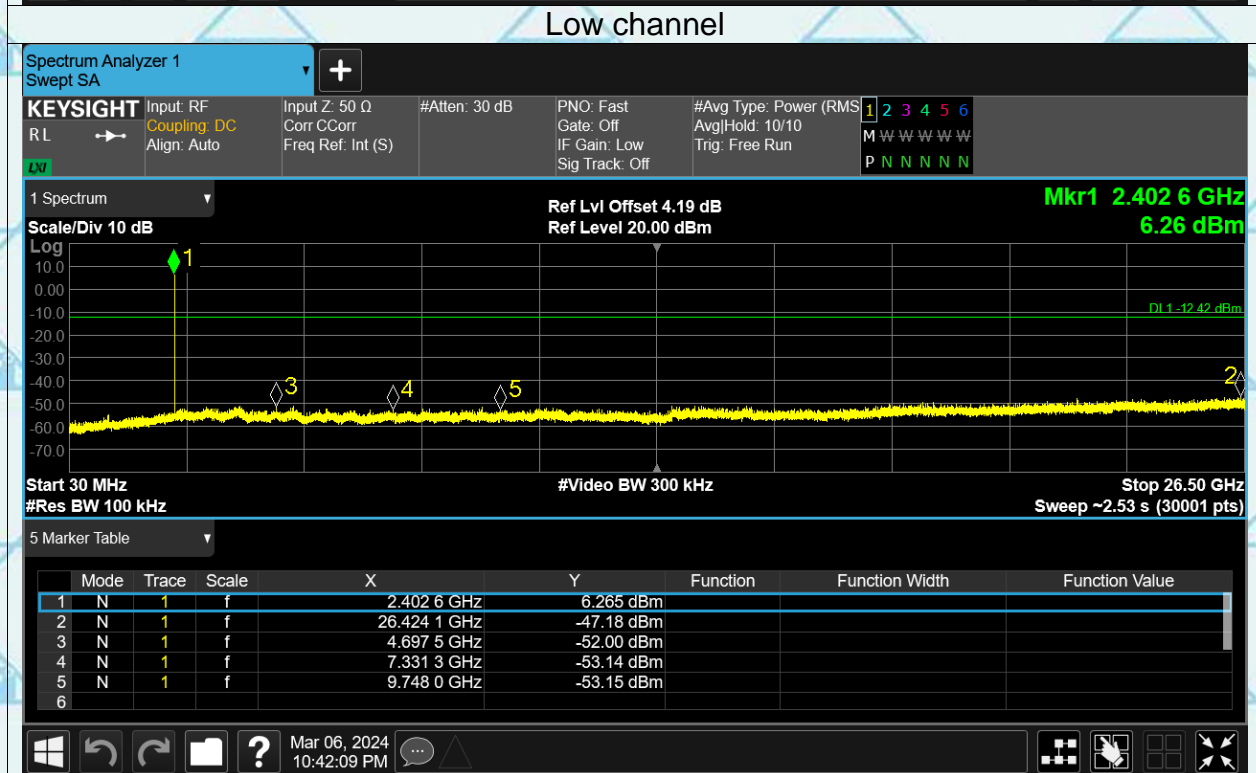 Low channel
Spectrum Analyzer 1
Swept SA
+
KEYSIGHT
RL
LXI
Input: RF
Coupling: DC
Align: Auto
Input Z: 50 Ω
Corr CCorr
Freq Ref: Int (S)
#Atten: 30 dB
PNO: Fast
Gate: Off
IF Gain: Low
Sig Track: Off
#Avg Type: Power (RMS
Avg|Hold: 10/10
Trig: Free Run
1 2 3 4 5 6
M W W W W W
P N N N N N
1 Spectrum
Scale/Div 10 dB
Ref Lvl Offset 4.19 dB
Ref Level 20.00 dBm
Mkr1 2.402 6 GHz
6.26 dBm
Log
10.0
0.00
-10.0
-20.0
-30.0
-40.0
-50.0
-60.0
-70.0
1
DL1 -12.42 dBm
3
4
5
2
Start 30 MHz
#Res BW 100 kHz
#Video BW 300 kHz
Stop 26.50 GHz
Sweep ~2.53 s (30001 pts)
5 Marker Table
Mode Trace Scale X Y Function Function Width Function Value
1 N 1 f 2.402 6 GHz 6.265 dBm
2 N 1 f 26.424 1 GHz -47.18 dBm
3 N 1 f 4.697 5 GHz -52.00 dBm
4 N 1 f 7.331 3 GHz -53.14 dBm
5 N 1 f 9.748 0 GHz -53.15 dBm
6
?
Mar 06, 2024
10:42:09 PM